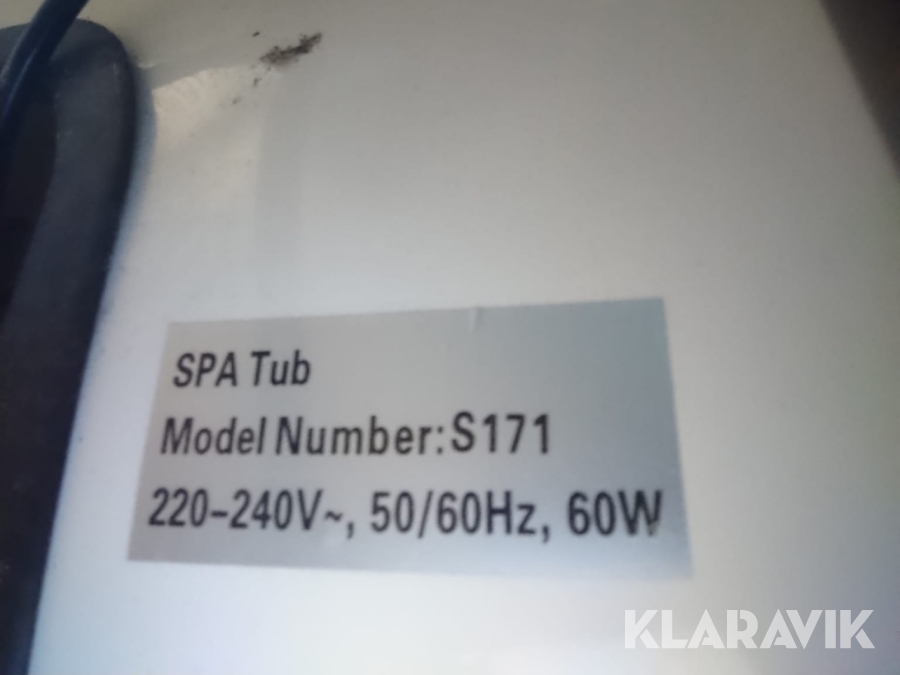 SPA Tub
Model Number:S171
220-240V~, 50/60Hz, 60W
KLARAVIK